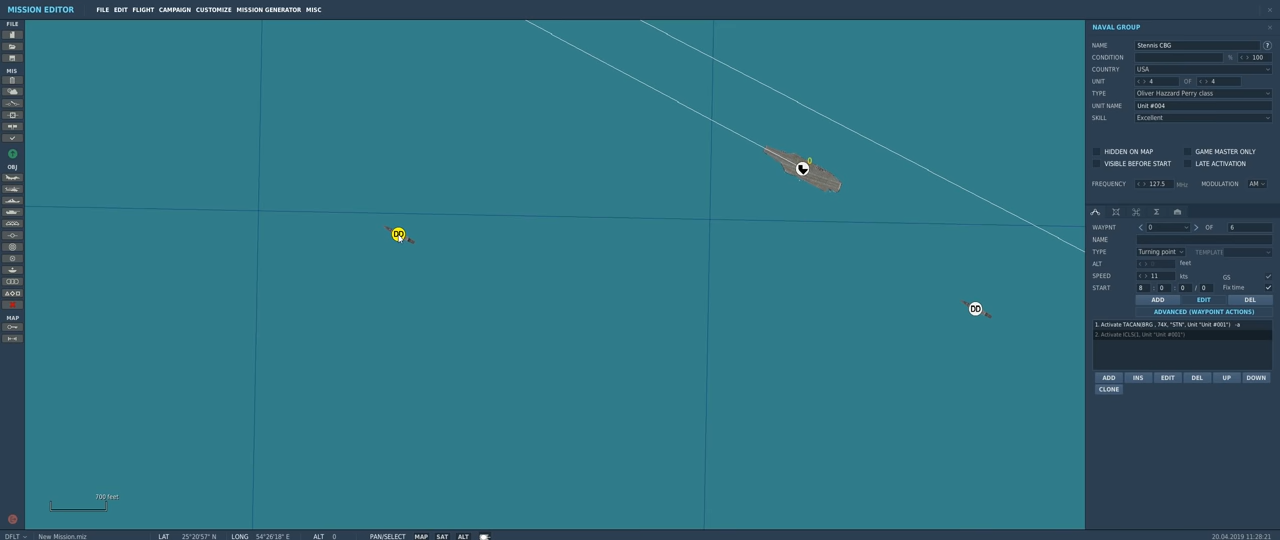 MISSION EDITOR FILE EDIT FLIGHT CAMPAIGN CUSTOMIZE MISSION GENERATOR MISC
FILE
MIS
OBJ
MAP
0
DD
DD
700 feet
NAVAL GROUP
NAME Stennis CBG ?
CONDITION % < > 100
COUNTRY USA
UNIT < > 4 OF < > 4
TYPE Oliver Hazzard Perry class
UNIT NAME Unit #004
SKILL Excellent
HIDDEN ON MAP GAME MASTER ONLY
VISIBLE BEFORE START LATE ACTIVATION
FREQUENCY < > 127.5 MHz MODULATION AM
WAYPNT 0 OF 6
NAME
TYPE Turning point TEMPLATE
ALT < > 0 feet
SPEED < > 11 kts GS
START 8 : 0 : 0 / 0 Fix time
ADD EDIT DEL
ADVANCED (WAYPOINT ACTIONS)
1. Activate TACAN(BRG , 74X, "STN", Unit "Unit #001") -a
2. Activate ICLS(1, Unit "Unit #001")
ADD INS EDIT DEL UP DOWN
CLONE
DFLT New Mission.miz LAT 25°20'57" N LONG 54°26'18" E ALT 0 PAN/SELECT MAP SAT ALT 20.04.2019 11:28:21